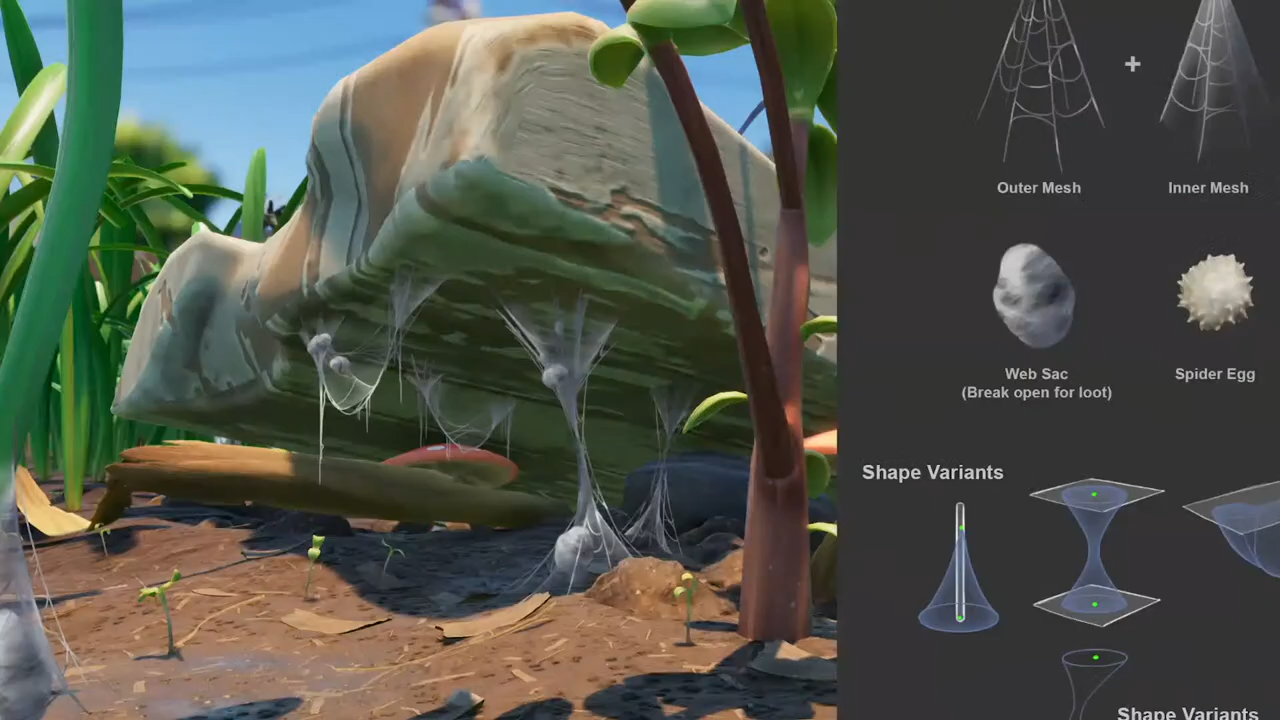 +
Outer Mesh
Inner Mesh
Web Sac
(Break open for loot)
Spider Egg
Shape Variants
Shape Variants